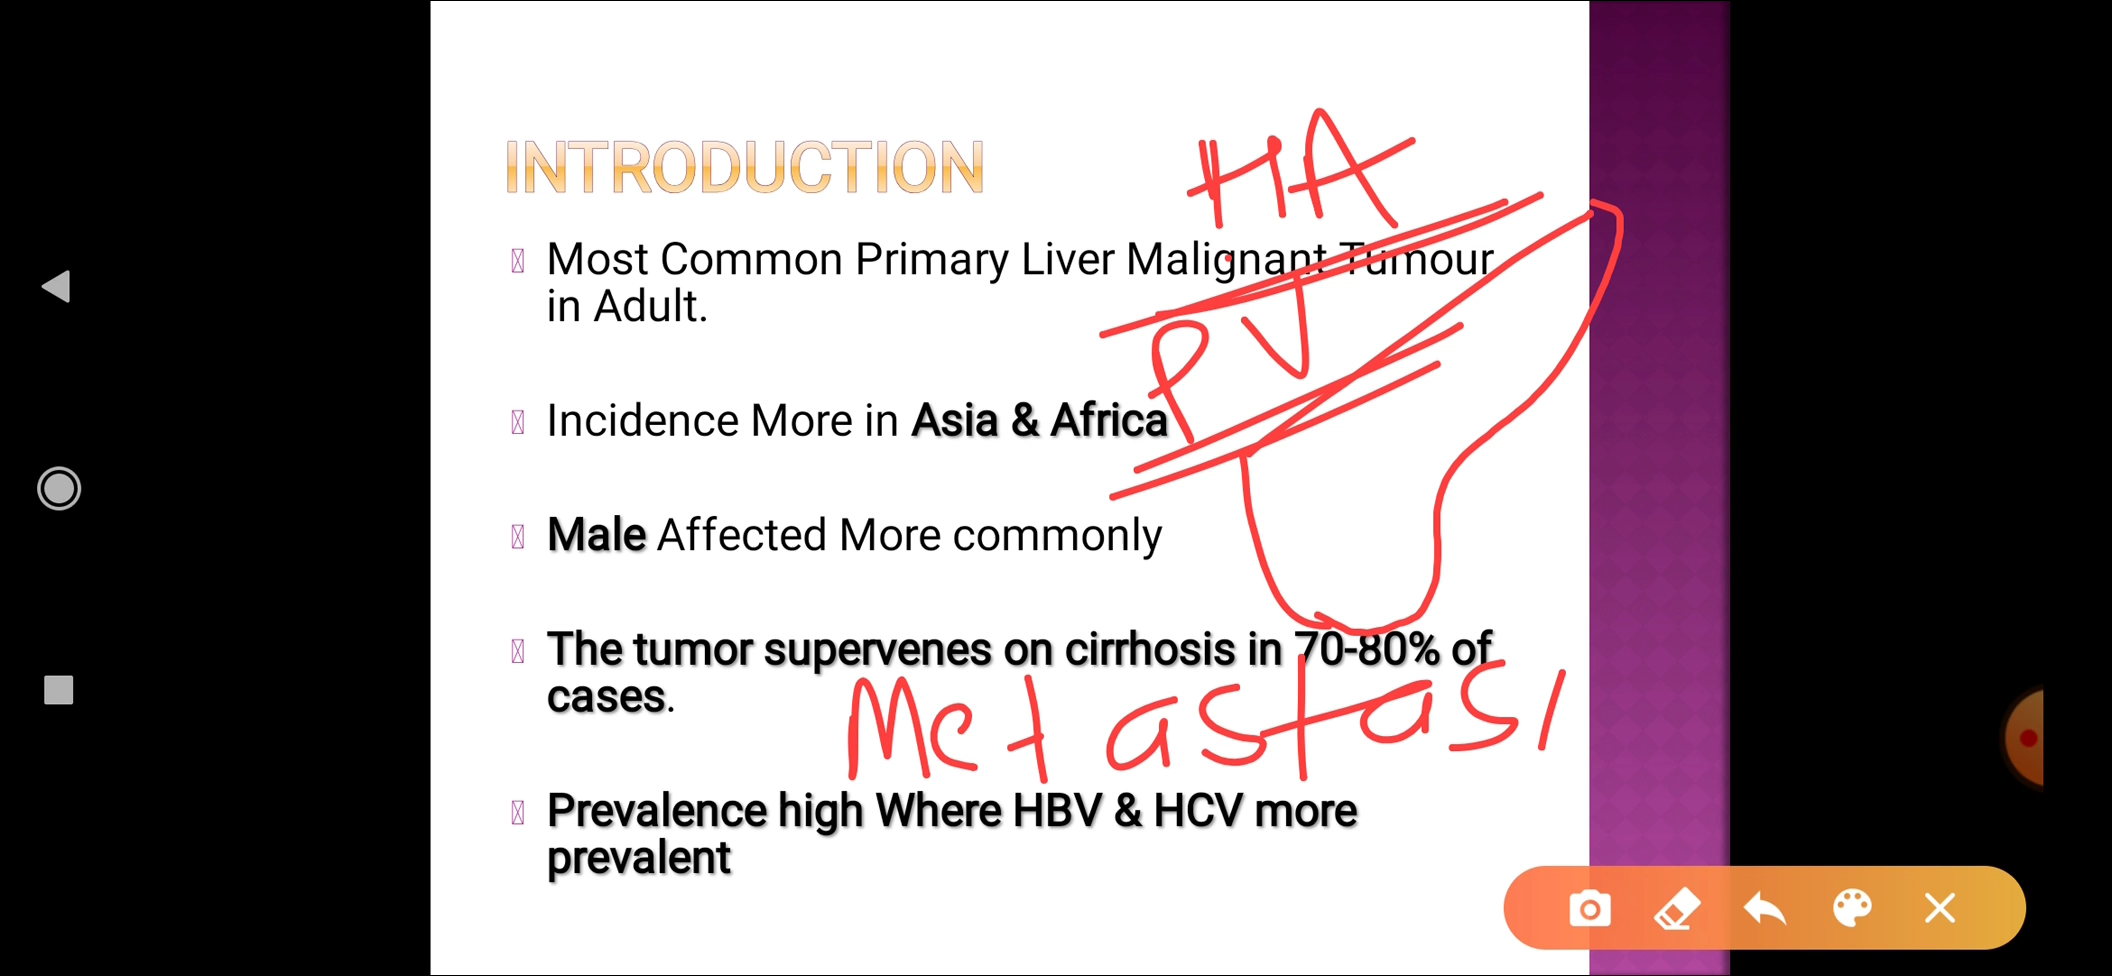 INTRODUCTION
HA
Most Common Primary Liver Malignant Tumour
in Adult.
PV
Incidence More in Asia & Africa
Male Affected More commonly
The tumor supervenes on cirrhosis in 70-80% of
cases.
Metastasi
Prevalence high Where HBV & HCV more
prevalent